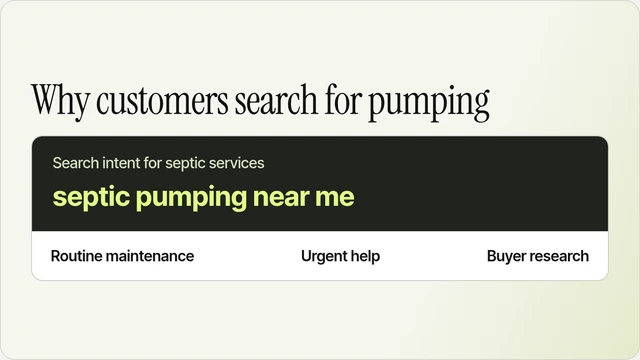 Why customers search for pumping
Search intent for septic services
septic pumping near me
Routine maintenance
Urgent help
Buyer research